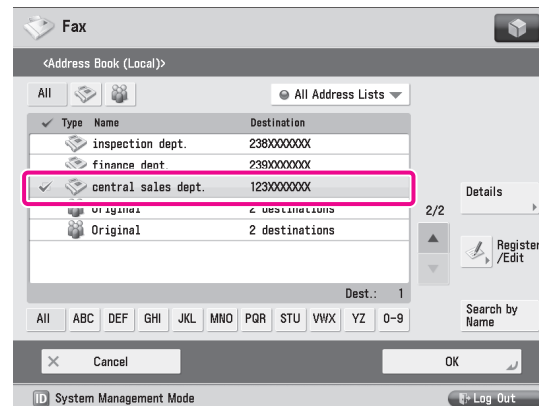 Fax
<Address Book (Local)>
All
All Address Lists
Type Name Destination
inspection dept. 238XXXXXXX
finance dept. 239XXXXXXX
central sales dept. 123XXXXXXX
Original 2 destinations
Original 2 destinations
2/2
Details
Register
/Edit
Dest.: 1
All ABC DEF GHI JKL MNO PQR STU VWX YZ 0-9
Search by
Name
Cancel OK
ID System Management Mode Log Out